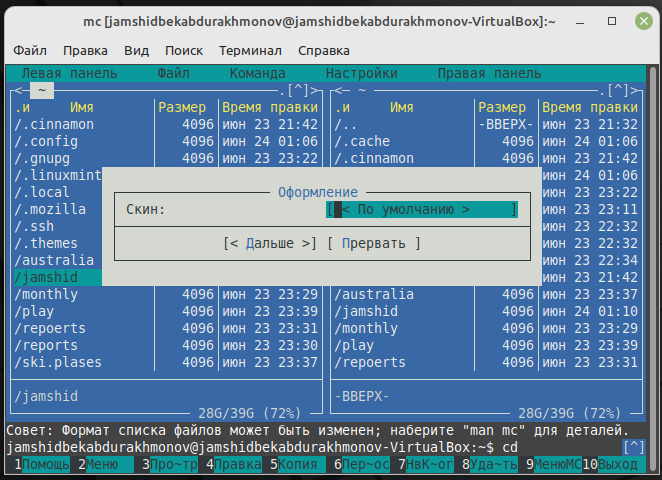 mc [jamshidbekabdurakhmonov@jamshidbekabdurakhmonov-VirtualBox]:~
Файл Правка Вид Поиск Терминал Справка
Левая панель Файл Команда Настройки Правая панель
<— ~ .[^]> <— ~ .[^]>
.и Имя Размер Время правки .и Имя Размер Время правки
/.cinnamon 4096 июн 23 21:42 /.. -ВВЕРХ- июн 23 21:32
/.config 4096 июн 24 01:06 /.cache 4096 июн 24 01:06
/.gnupg 4096 июн 23 23:22 /.cinnamon 4096 июн 23 21:42
/.linuxmint июн 24 01:06
/.local Оформление июн 23 23:22
/.mozilla Скин: [ < По умолчанию > ] июн 23 23:11
/.ssh июн 23 22:32
/.themes [< Дальше >] [ Прервать ] июн 23 22:32
/australia июн 23 22:34
/jamshid июн 23 21:42
/monthly 4096 июн 23 23:29 /australia 4096 июн 23 23:37
/play 4096 июн 23 23:39 /jamshid 4096 июн 24 01:10
/repoerts 4096 июн 23 23:31 /monthly 4096 июн 23 23:29
/reports 4096 июн 23 23:30 /play 4096 июн 23 23:39
/ski.plases 4096 июн 23 23:37 /repoerts 4096 июн 23 23:31
/jamshid -ВВЕРХ-
28G/39G (72%) 28G/39G (72%)
Совет: Формат списка файлов может быть изменен; наберите "man mc" для деталей.
jamshidbekabdurakhmonov@jamshidbekabdurakhmonov-VirtualBox:~$ cd [^]
1Помощь 2Меню 3Про~тр 4Правка 5Копия 6Пер~ос 7НвК~ог 8Уда~ть 9МенюMC 10Выход